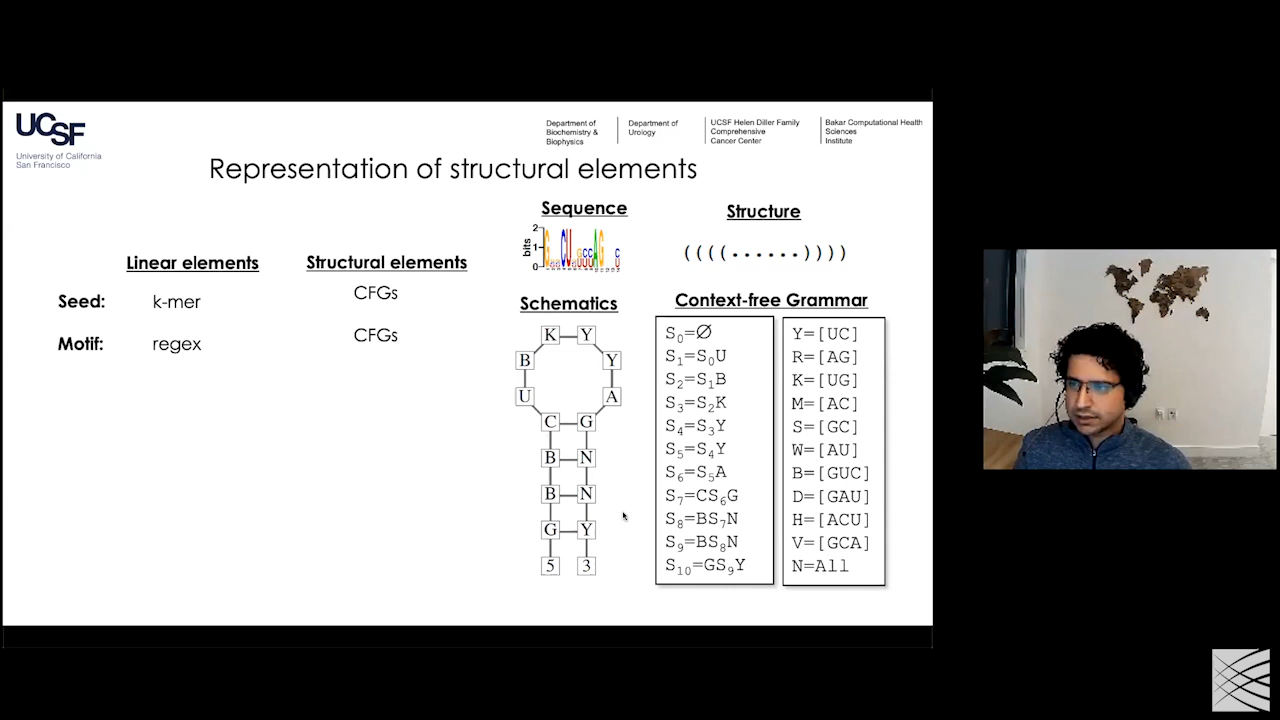 UCSF
University of California
San Francisco
Department of
Biochemistry &
Biophysics
Department of
Urology
UCSF Helen Diller Family
Comprehensive
Cancer Center
Bakar Computational Health
Sciences
Institute
Representation of structural elements
Linear elements
Structural elements
Seed: k-mer CFGs
Motif: regex CFGs
Sequence
bits
2
1
0
Structure
((((......))))
Schematics
K Y
B Y
U A
C G
B N
B N
G Y
5 3
Context-free Grammar
S0=∅
S1=S0U
S2=S1B
S3=S2K
S4=S3Y
S5=S4Y
S6=S5A
S7=CS6G
S8=BS7N
S9=BS8N
S10=GS9Y
Y=[UC]
R=[AG]
K=[UG]
M=[AC]
S=[GC]
W=[AU]
B=[GUC]
D=[GAU]
H=[ACU]
V=[GCA]
N=All